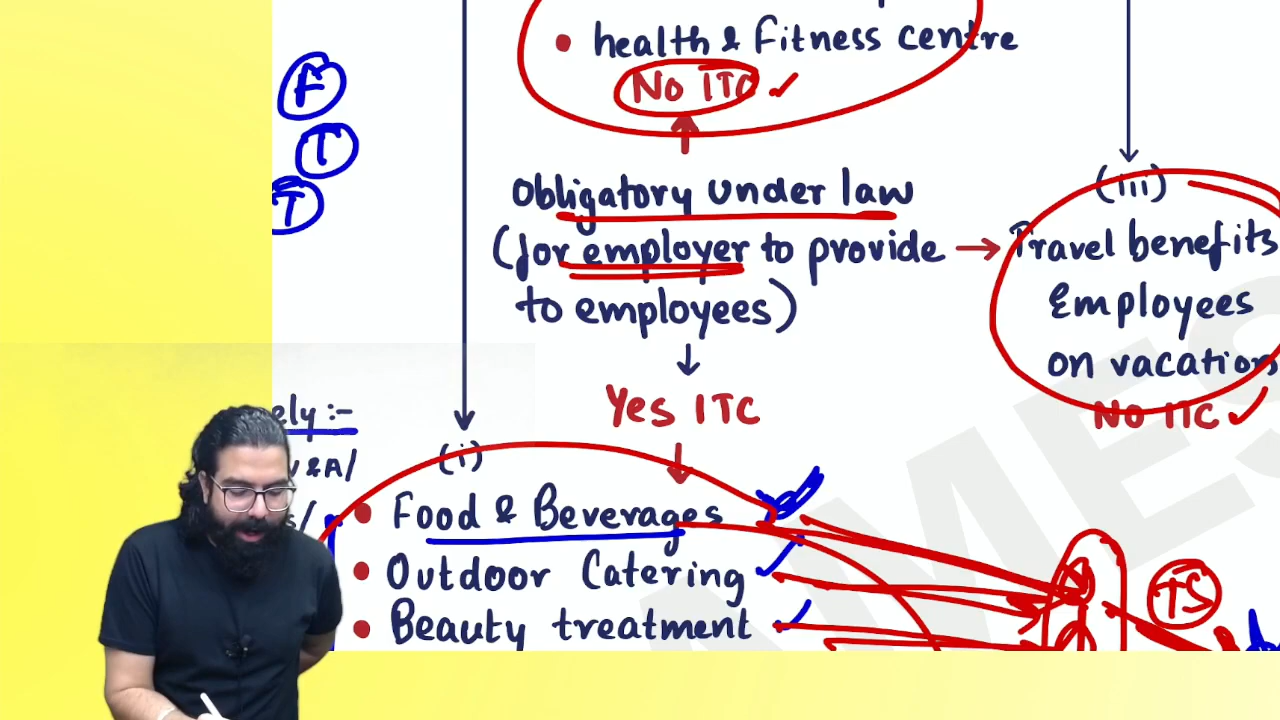 health & Fitness centre
No ITC
F
T
T
Obligatory under law
(for employer to provide
to employees)
(iii)
Travel benefits
Employees
on vacation
No ITC
Yes ITC
ely :-
(i)
Food & Beverages
Outdoor Catering
Beauty treatment
TS